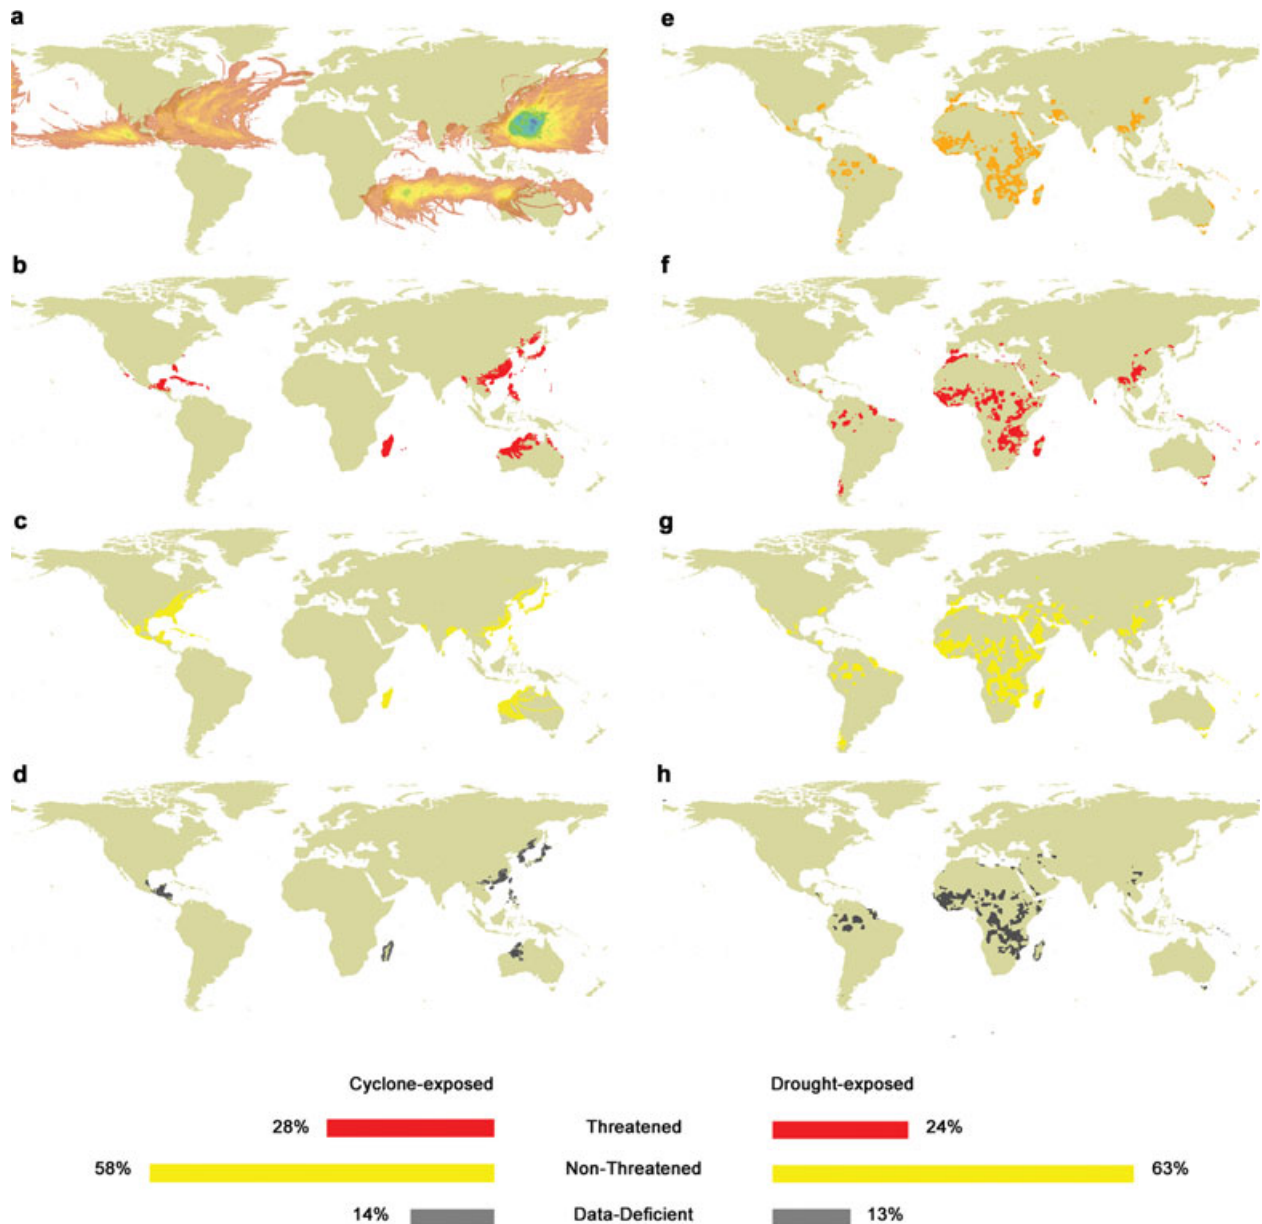 a
e
b
f
c
g
d
h
Cyclone-exposed
Drought-exposed
28%
Threatened
24%
58%
Non-Threatened
63%
14%
Data-Deficient
13%